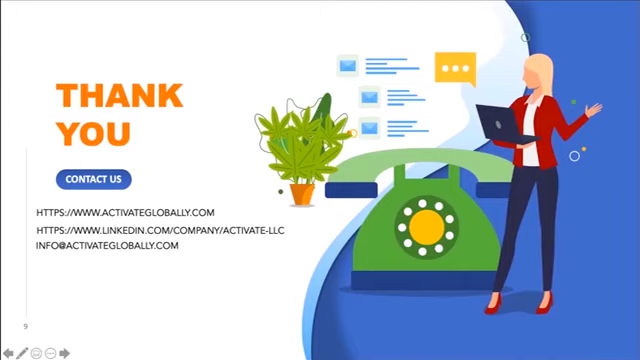 THANK
YOU
CONTACT US
HTTPS://WWW.ACTIVATEGLOBALLY.COM
HTTPS://WWW.LINKEDIN.COM/COMPANY/ACTIVATE-LLC
INFO@ACTIVATEGLOBALLY.COM
9